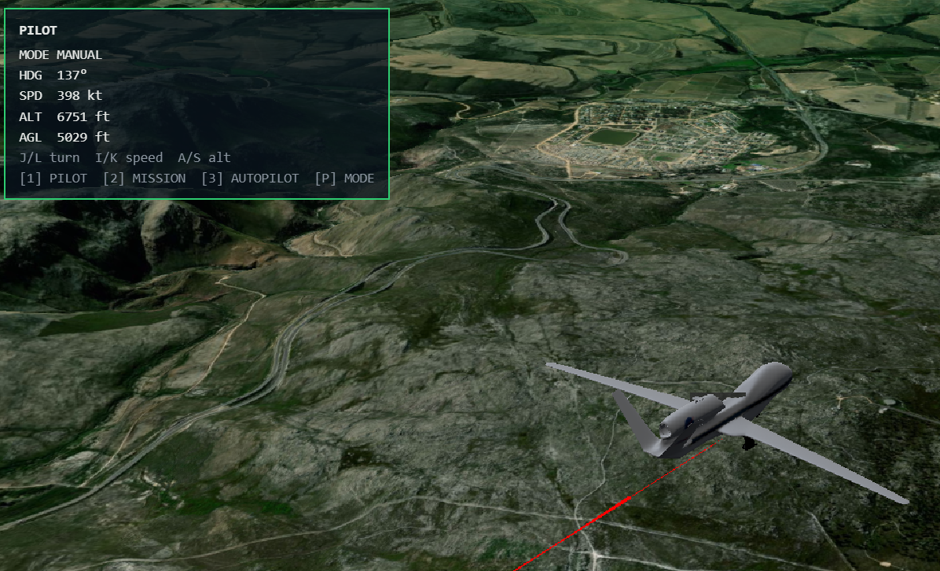 PILOT
MODE MANUAL
HDG 137º
SPD 398 kt
ALT 6751 ft
AGL 5029 ft
J/L turn I/K speed A/S alt
[1] PILOT [2] MISSION [3] AUTOPILOT [P] MODE